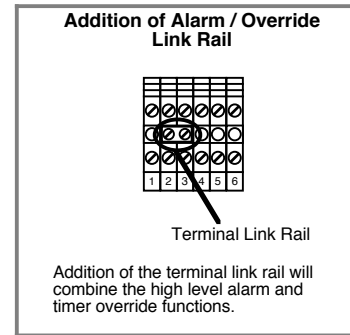 Addition of Alarm / Override
Link Rail
1 2 3 4 5 6
Terminal Link Rail
Addition of the terminal link rail will
combine the high level alarm and
timer override functions.